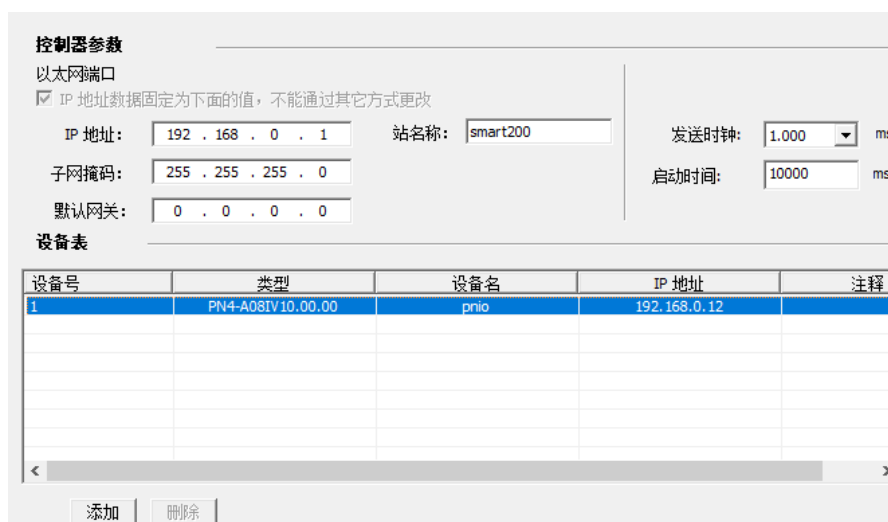 控制器参数
以太网端口
IP 地址数据固定为下面的值，不能通过其它方式更改
IP 地址： 192 . 168 . 0 . 1 站名称： smart200 发送时钟: 1.000 ms
子网掩码： 255 . 255 . 255 . 0 启动时间: 10000 ms
默认网关： 0 . 0 . 0 . 0
设备表
设备号 类型 设备名 IP 地址 注释
1 PN4-A08IV10.00.00 pnio 192.168.0.12
添加 删除